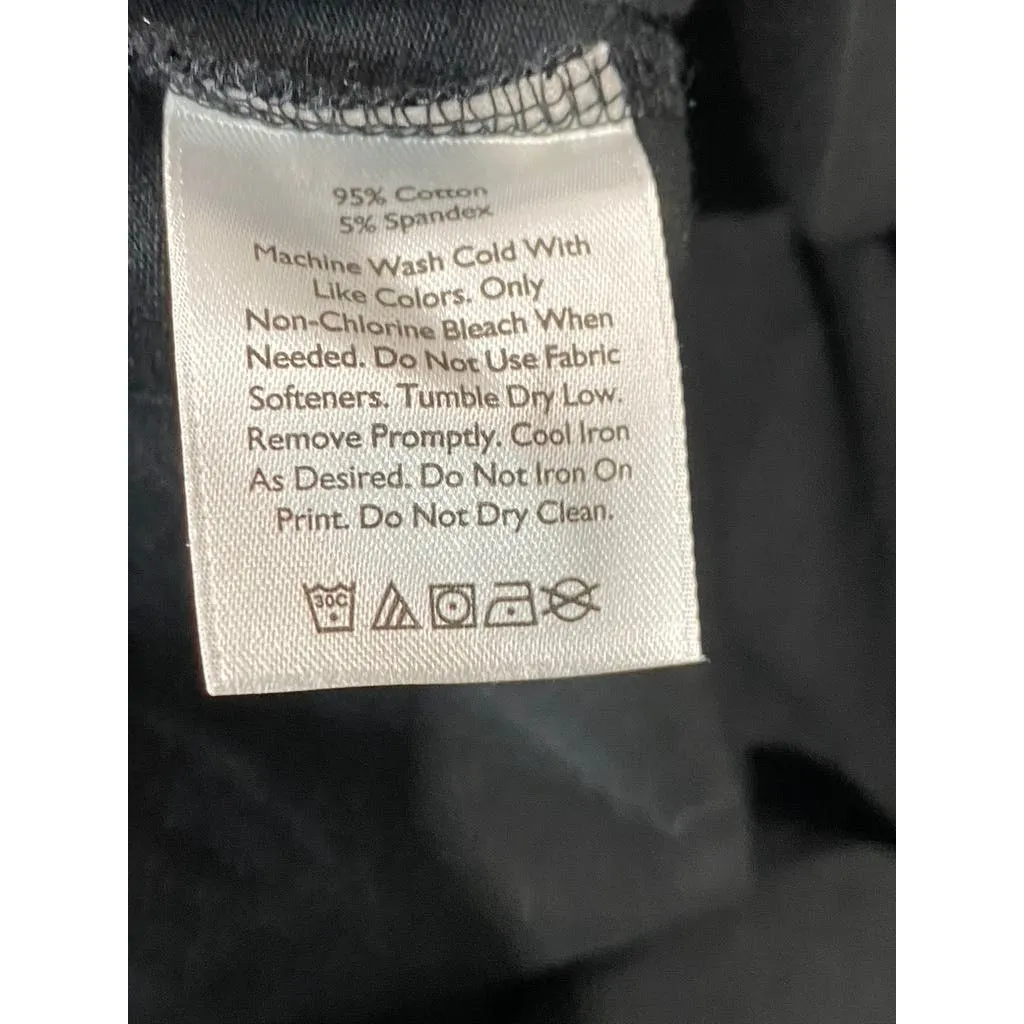 95% Cotton
5% Spandex
Machine Wash Cold With
Like Colors. Only
Non-Chlorine Bleach When
Needed. Do Not Use Fabric
Softeners. Tumble Dry Low.
Remove Promptly. Cool Iron
As Desired. Do Not Iron On
Print. Do Not Dry Clean.
30C